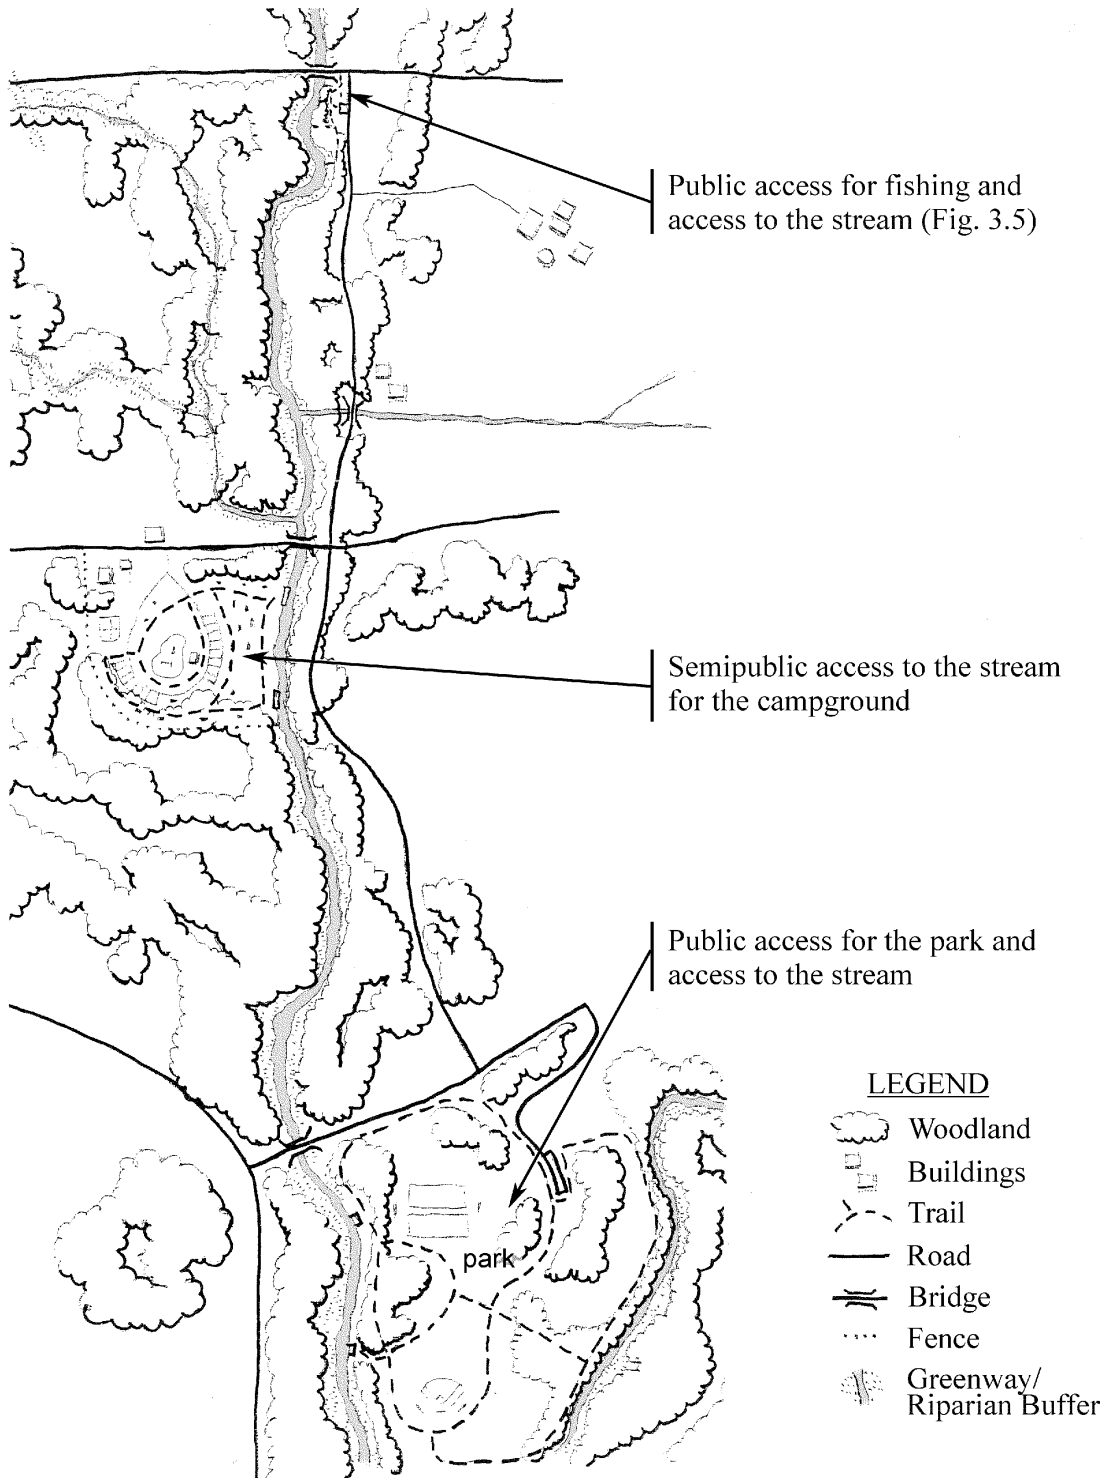 Public access for fishing and
access to the stream (Fig. 3.5)
Semipublic access to the stream
for the campground
Public access for the park and
access to the stream
park
LEGEND
Woodland
Buildings
Trail
Road
Bridge
Fence
Greenway/
Riparian Buffer